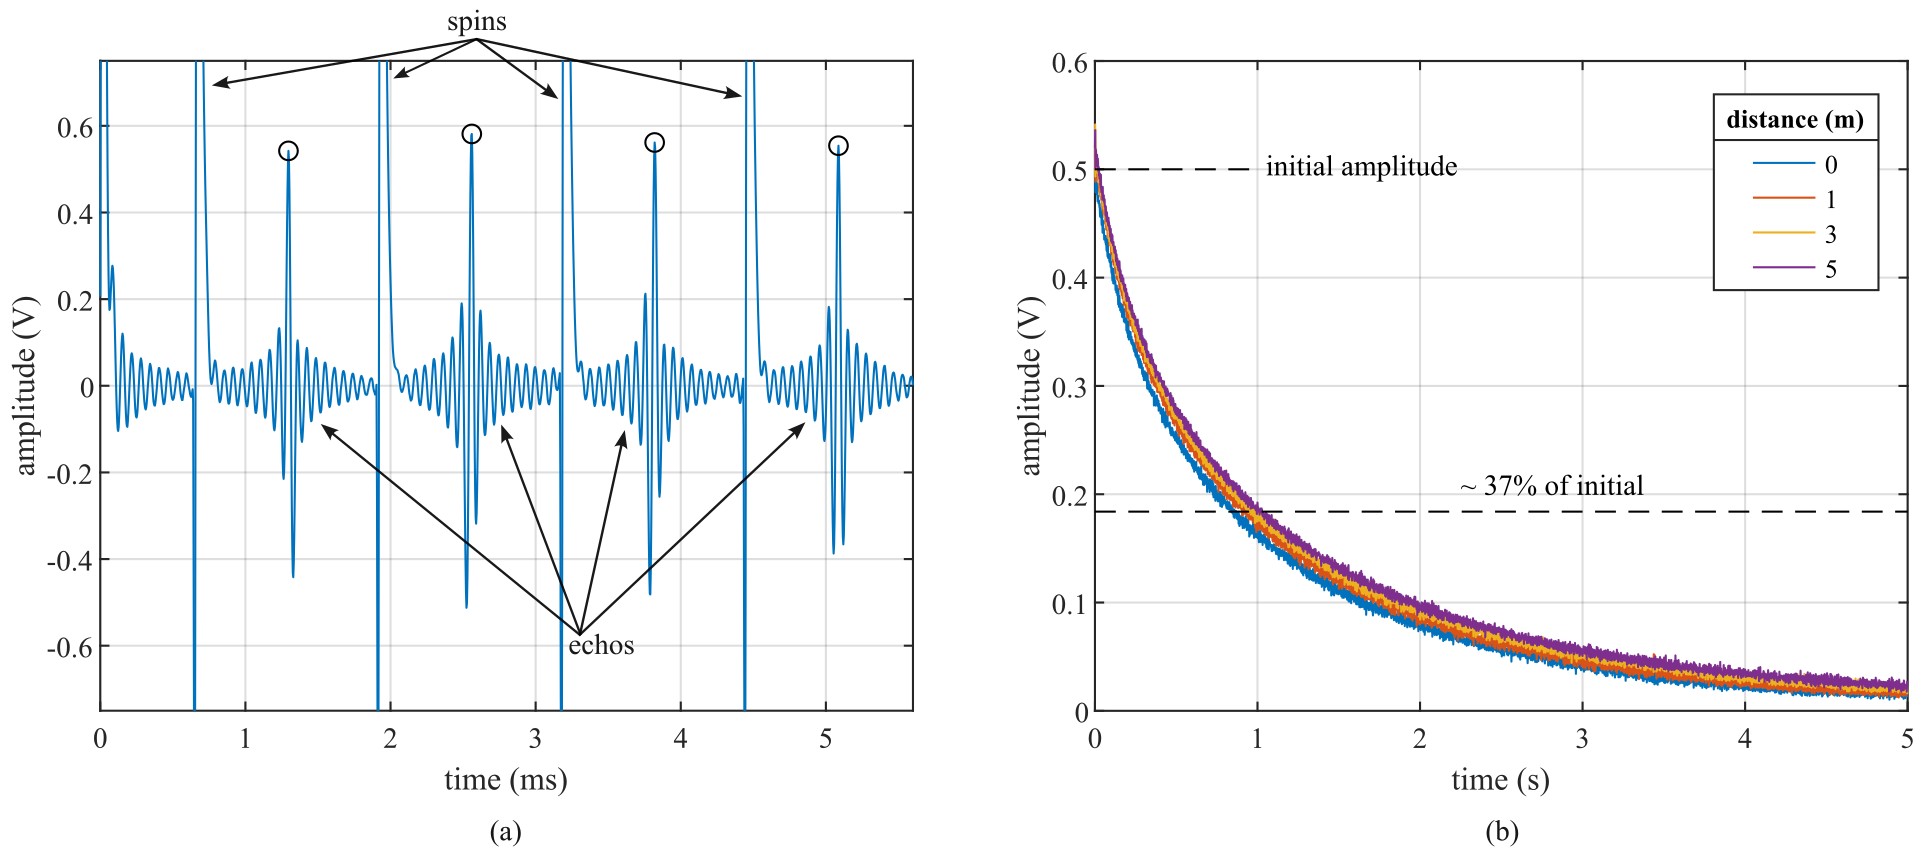 spins
0.6
0.4
0.2
0
-0.2
-0.4
-0.6
0 1 2 3 4 5
amplitude (V)
time (ms)
echos
(a)
0.6
0.5
0.4
0.3
0.2
0.1
0
0 1 2 3 4 5
amplitude (V)
time (s)
initial amplitude
~ 37% of initial
distance (m)
0
1
3
5
(b)